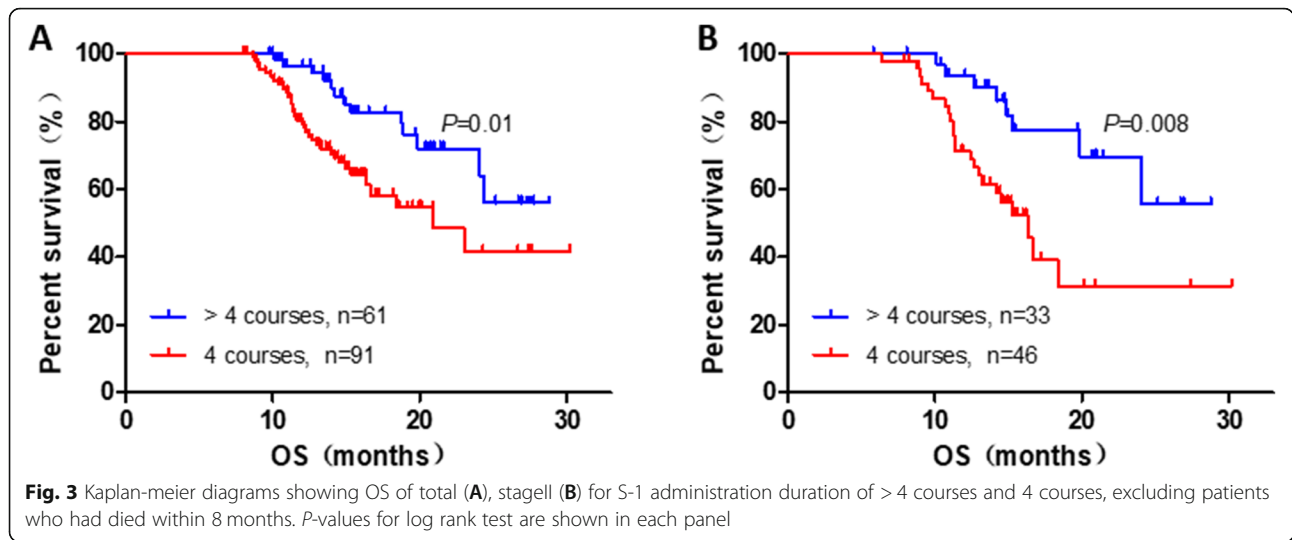 A
B
100
80
60
40
20
0
Percent survival (%)
P=0.01
> 4 courses, n=61
4 courses, n=91
0 10 20 30
OS (months)
100
80
60
40
20
0
Percent survival (%)
P=0.008
> 4 courses, n=33
4 courses, n=46
0 10 20 30
OS (months)
Fig. 3 Kaplan-meier diagrams showing OS of total (A), stageII (B) for S-1 administration duration of > 4 courses and 4 courses, excluding patients
who had died within 8 months. P-values for log rank test are shown in each panel